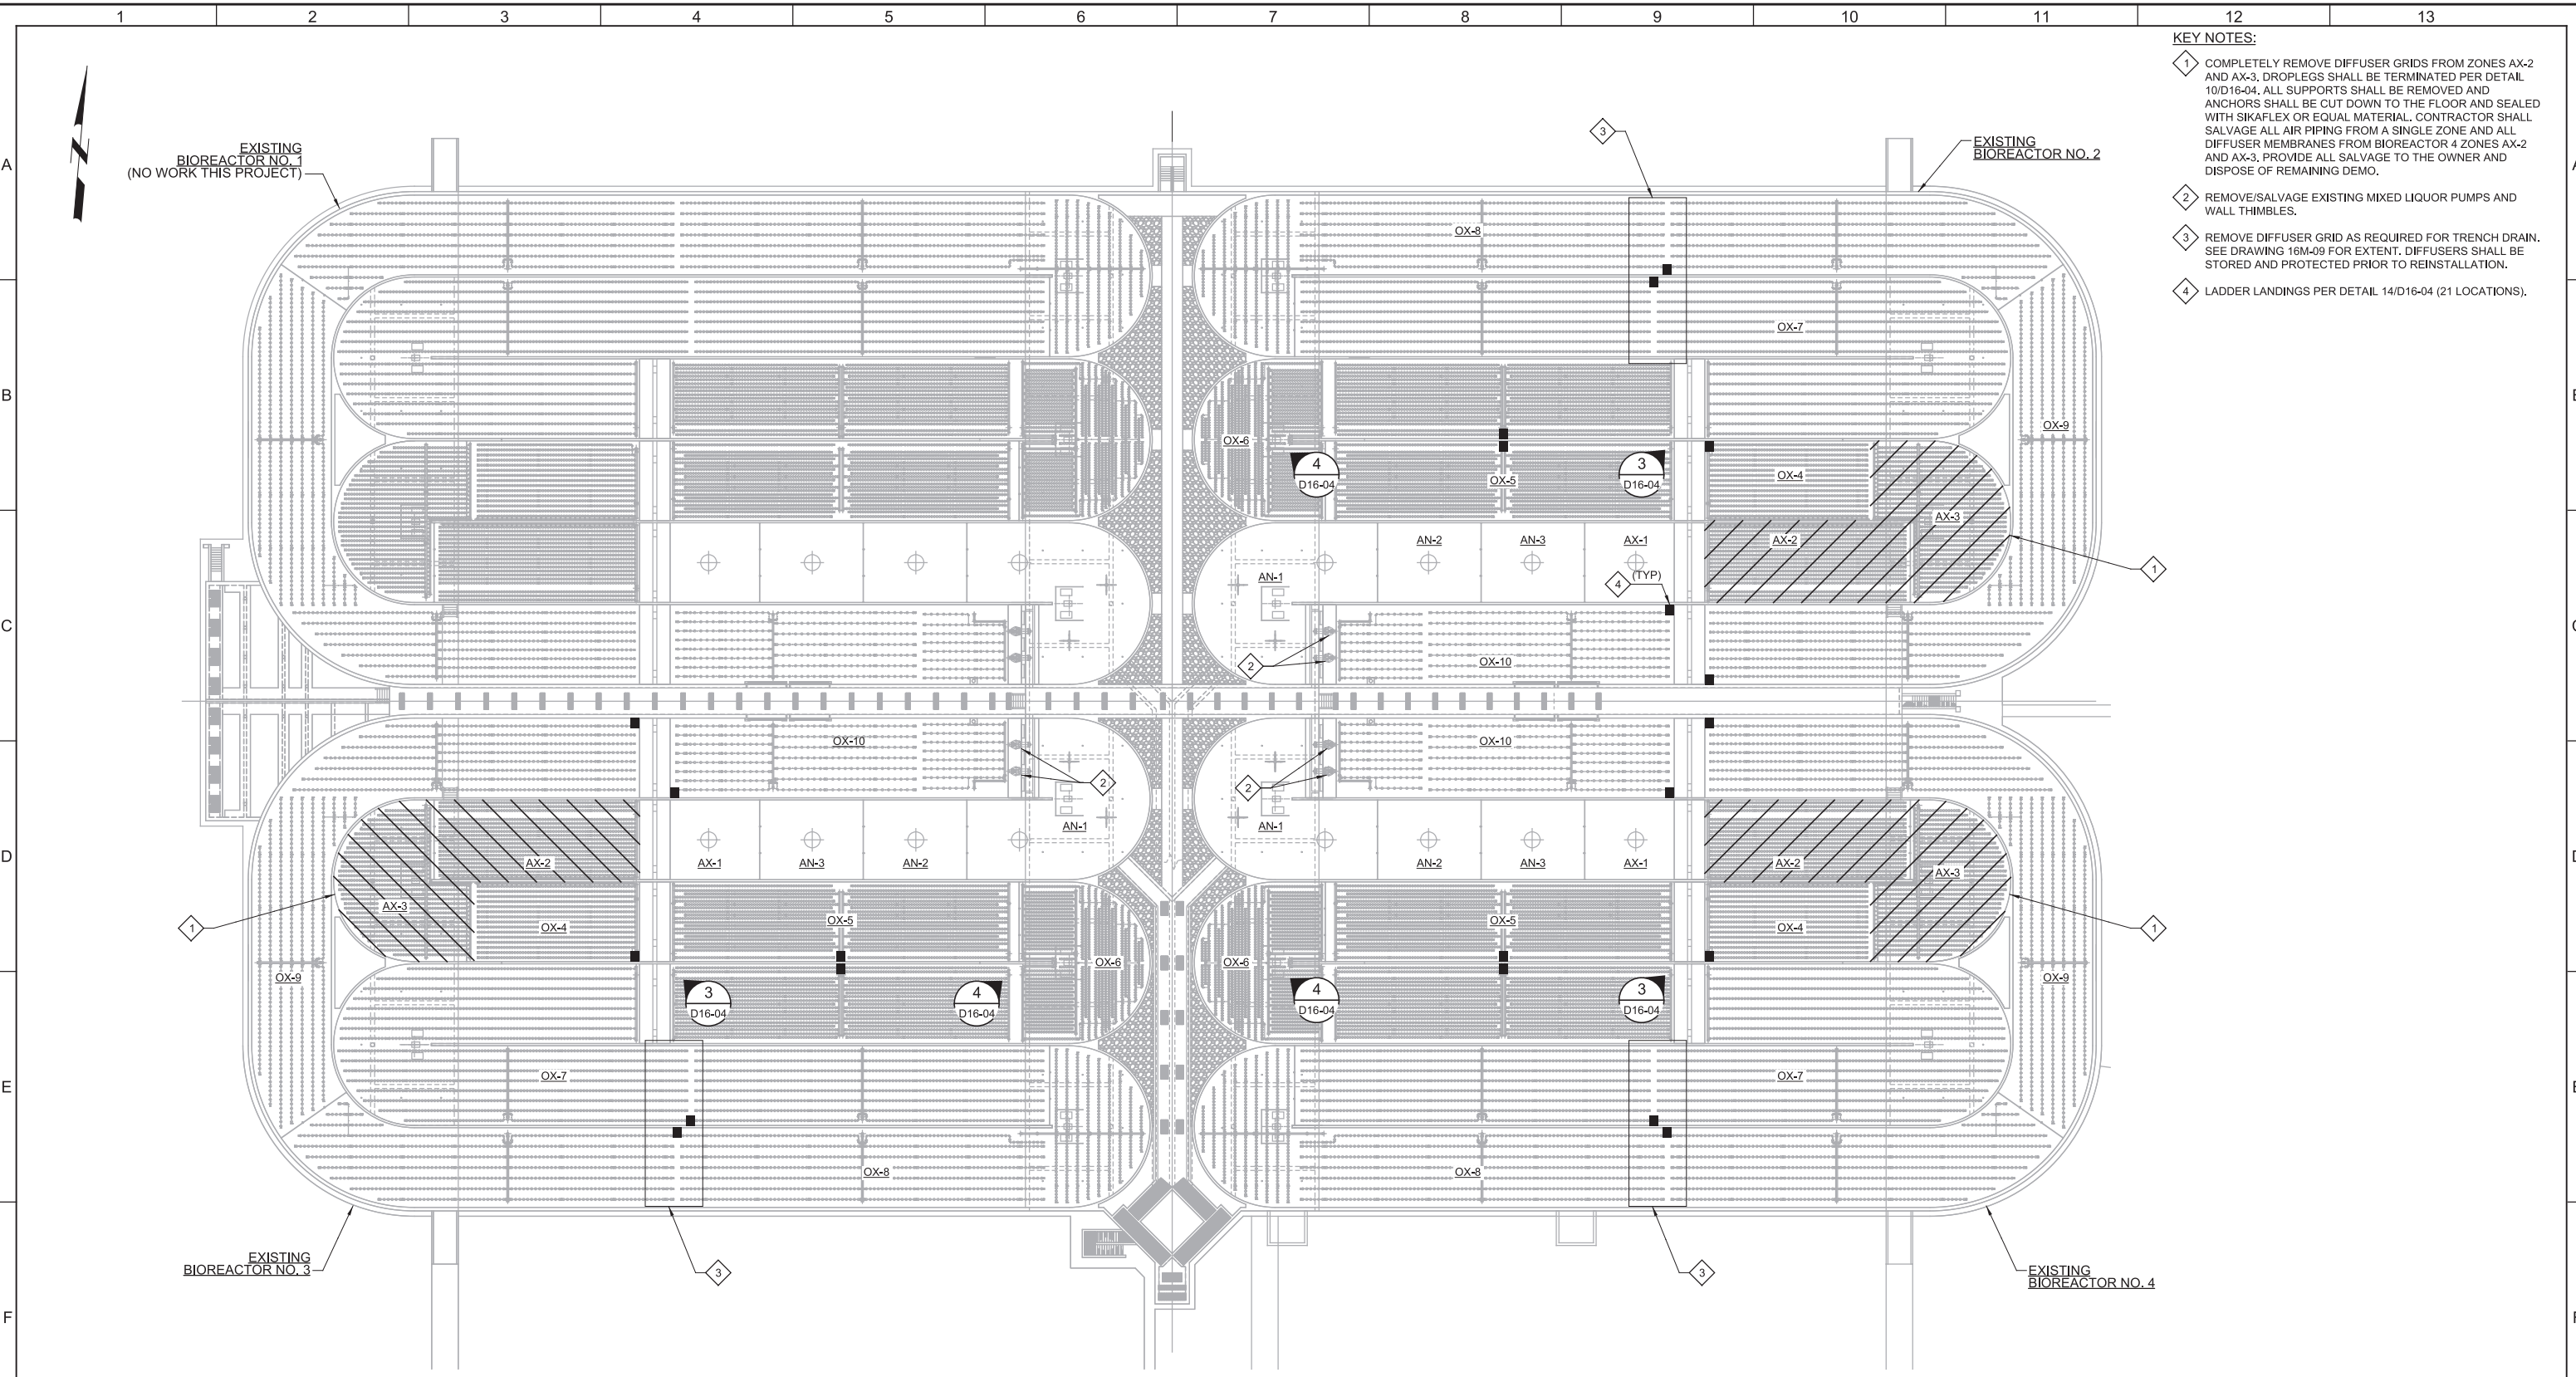 1 2 3 4 5 6 7 8 9 10 11 12 13
KEY NOTES:
1 COMPLETELY REMOVE DIFFUSER GRIDS FROM ZONES AX-2
AND AX-3. DROPLEGS SHALL BE TERMINATED PER DETAIL
10/D16-04. ALL SUPPORTS SHALL BE REMOVED AND
ANCHORS SHALL BE CUT DOWN TO THE FLOOR AND SEALED
WITH SIKAFLEX OR EQUAL MATERIAL. CONTRACTOR SHALL
SALVAGE ALL AIR PIPING FROM A SINGLE ZONE AND ALL
DIFFUSER MEMBRANES FROM BIOREACTOR 4 ZONES AX-2
AND AX-3. PROVIDE ALL SALVAGE TO THE OWNER AND
DISPOSE OF REMAINING DEMO.
2 REMOVE/SALVAGE EXISTING MIXED LIQUOR PUMPS AND
WALL THIMBLES.
3 REMOVE DIFFUSER GRID AS REQUIRED FOR TRENCH DRAIN.
SEE DRAWING 16M-09 FOR EXTENT. DIFFUSERS SHALL BE
STORED AND PROTECTED PRIOR TO REINSTALLATION.
4 LADDER LANDINGS PER DETAIL 14/D16-04 (21 LOCATIONS).
N
3
EXISTING
BIOREACTOR NO. 1
(NO WORK THIS PROJECT)
EXISTING
BIOREACTOR NO. 2
A
OX-8
OX-7
B
OX-6
OX-9
4
D16-04
3
D16-04
OX-5
OX-4
AX-3
AN-2
AN-3
AX-1
AX-2
1
AN-1
4
(TYP)
C
2
OX-10
OX-10
OX-10
2
2
AN-1
AN-1
D
AX-2
AX-1
AN-3
AN-2
AN-2
AN-3
AX-1
AX-2
AX-3
AX-3
1
OX-4
OX-5
OX-5
OX-4
1
OX-6
OX-6
OX-9
OX-9
3
D16-04
4
D16-04
4
D16-04
3
D16-04
E
OX-7
OX-7
OX-8
OX-8
EXISTING
BIOREACTOR NO. 3
3
3
EXISTING
BIOREACTOR NO. 4
F